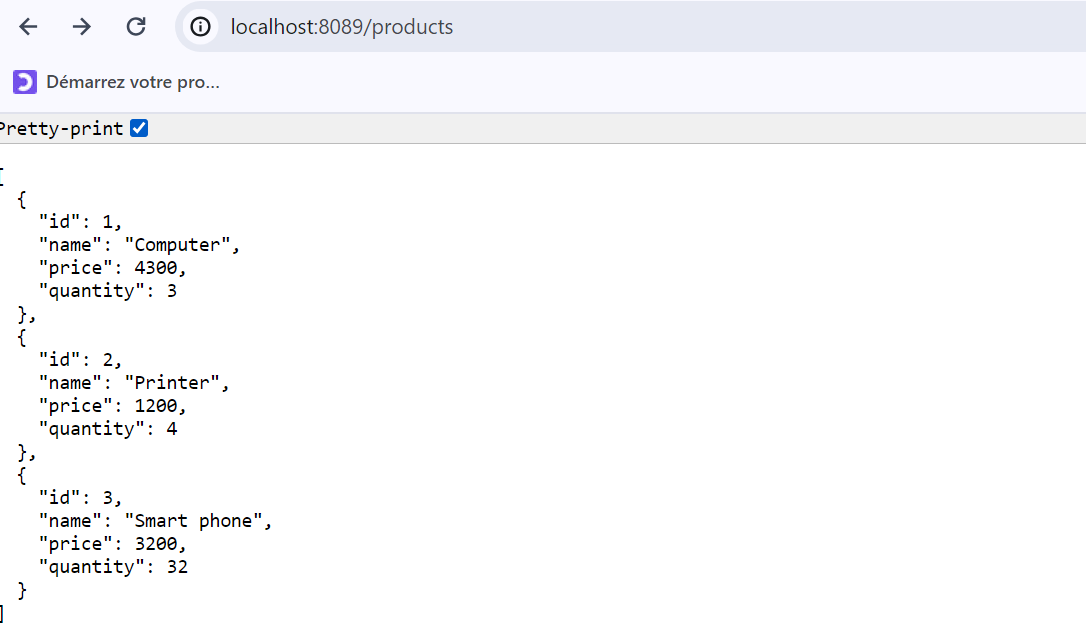 localhost:8089/products
Démarrez votre pro...
Pretty-print
[
  {
    "id": 1,
    "name": "Computer",
    "price": 4300,
    "quantity": 3
  },
  {
    "id": 2,
    "name": "Printer",
    "price": 1200,
    "quantity": 4
  },
  {
    "id": 3,
    "name": "Smart phone",
    "price": 3200,
    "quantity": 32
  }
]